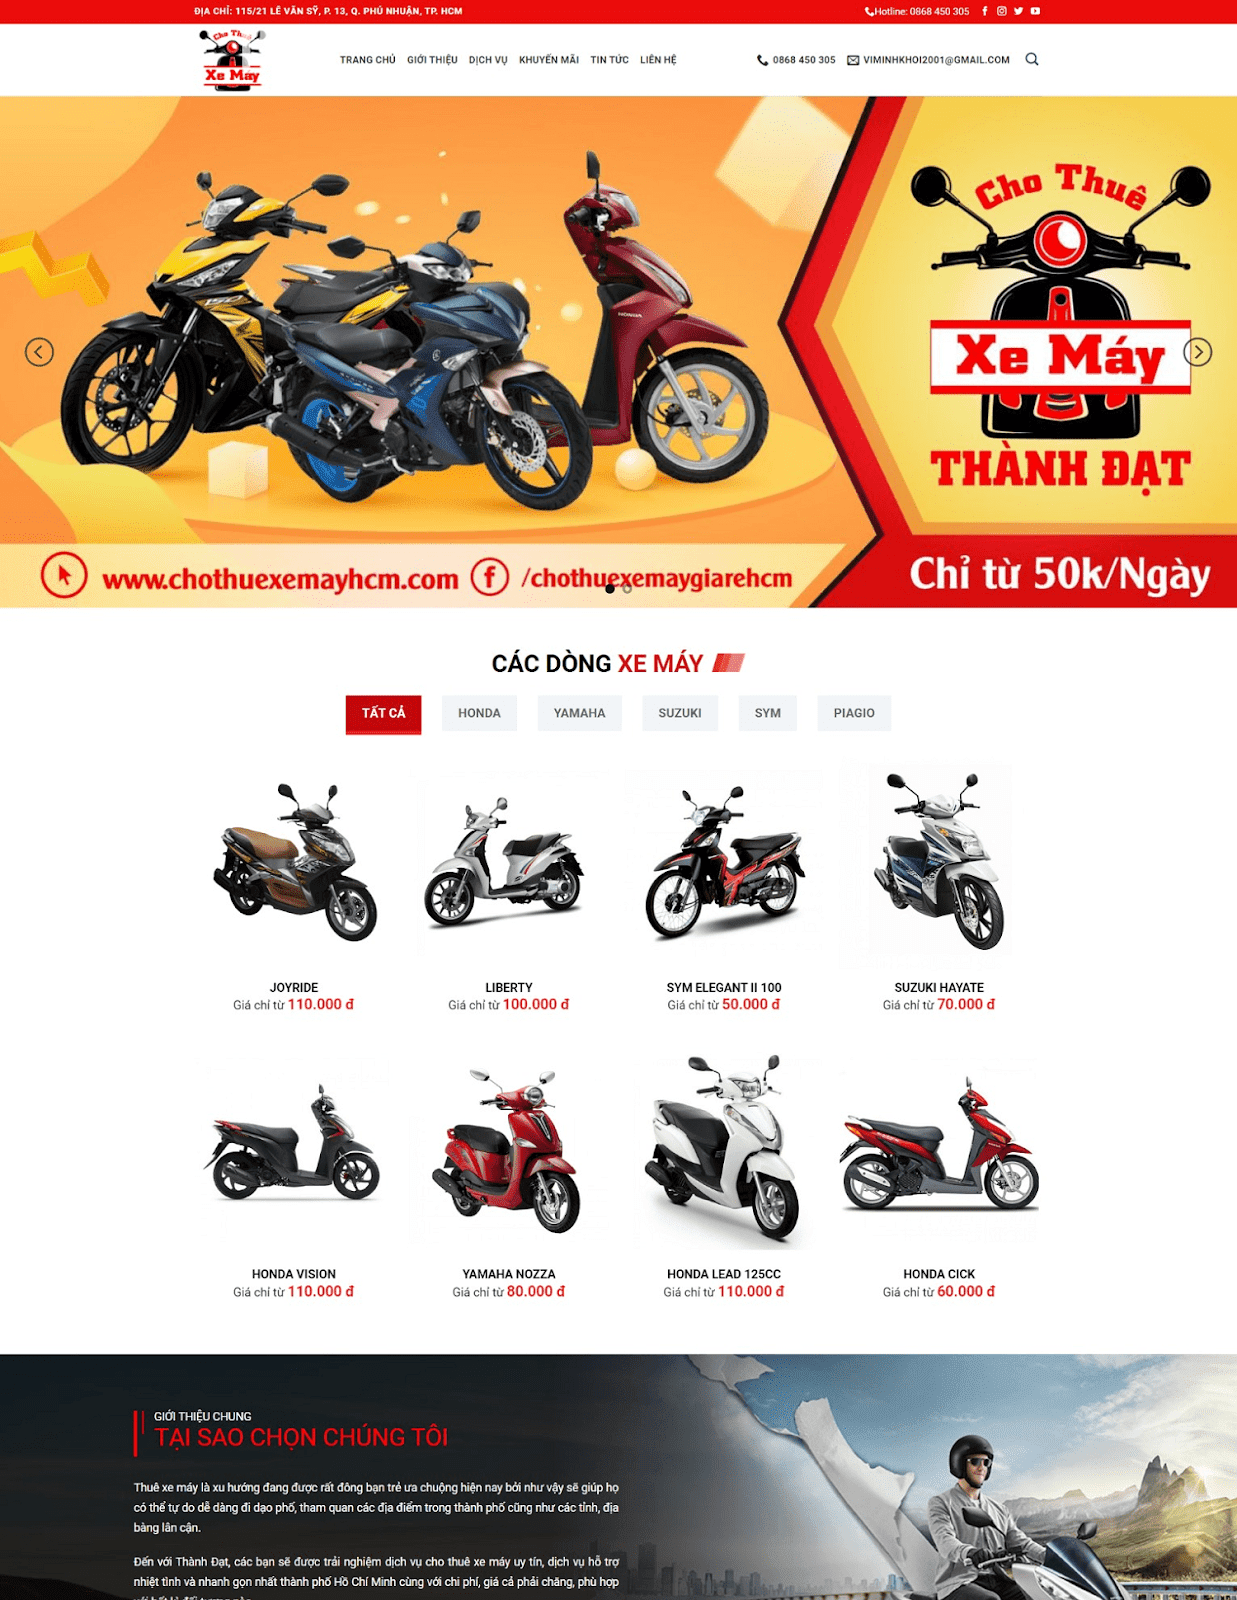 ĐỊA CHỈ: 115/21 LÊ VĂN SỸ, P. 13, Q. PHÚ NHUẬN, TP. HCM
Hotline: 0868 450 305
Cho Thuê
Xe Máy
TRANG CHỦ GIỚI THIỆU DỊCH VỤ KHUYẾN MÃI TIN TỨC LIÊN HỆ
0868 450 305 VIMINHKHOI2001@GMAIL.COM
Cho Thuê
Xe Máy
THÀNH ĐẠT
150
HONDA
www.chothuexemayhcm.com /chothuexemaygiarehcm
Chỉ từ 50k/Ngày
CÁC DÒNG XE MÁY
TẤT CẢ HONDA YAMAHA SUZUKI SYM PIAGIO
JOYRIDE LIBERTY SYM ELEGANT II 100 SUZUKI HAYATE
Giá chỉ từ 110.000 đ Giá chỉ từ 100.000 đ Giá chỉ từ 50.000 đ Giá chỉ từ 70.000 đ
HONDA VISION YAMAHA NOZZA HONDA LEAD 125CC HONDA CICK
Giá chỉ từ 110.000 đ Giá chỉ từ 80.000 đ Giá chỉ từ 110.000 đ Giá chỉ từ 60.000 đ
GIỚI THIỆU CHUNG
TẠI SAO CHỌN CHÚNG TÔI
Thuê xe máy là xu hướng đang được rất đông bạn trẻ ưa chuộng hiện nay bởi như vậy sẽ giúp họ
có thể tự do dễ dàng đi dạo phố, tham quan các địa điểm trong thành phố cũng như các tỉnh, địa
bàng lân cận.
Đến với Thành Đạt, các bạn sẽ được trải nghiệm dịch vụ cho thuê xe máy uy tín, dịch vụ hỗ trợ
nhiệt tình và nhanh gọn nhất thành phố Hồ Chí Minh cùng với chi phí, giá cả phải chăng, phù hợp